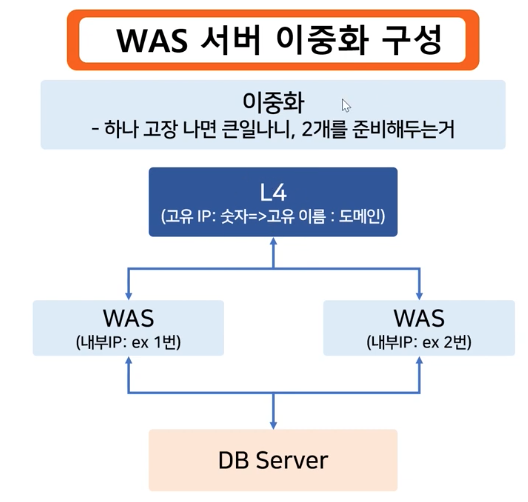 WAS 서버 이중화 구성
이중화
- 하나 고장 나면 큰일나니, 2개를 준비해두는거
L4
(고유 IP: 숫자=>고유 이름 : 도메인)
WAS
(내부IP: ex 1번)
WAS
(내부IP: ex 2번)
DB Server